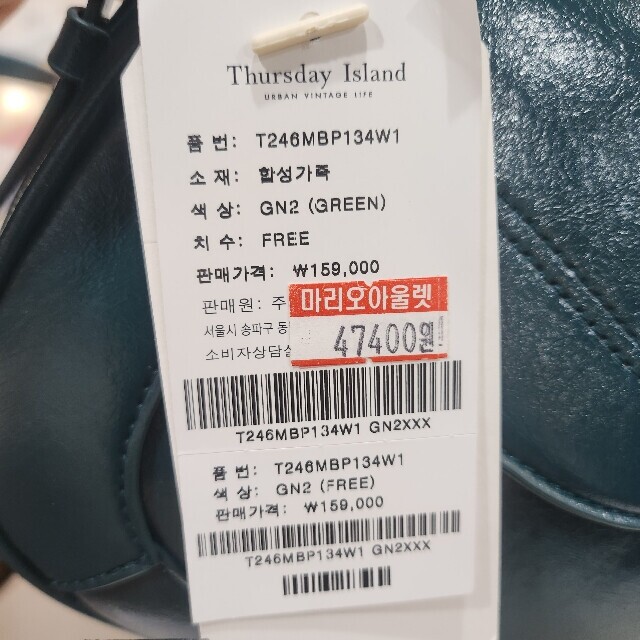 Thursday Island
URBAN VINTAGE LIFE
품 번: T246MBP134W1
소 재: 합성가죽
색 상: GN2 (GREEN)
치 수: FREE
판매가격: ₩159,000
판매원: 주
마리오아울렛
서울시 송파구
47400원
소비자상담
T246MBP134W1 GN2XXX
품 번: T246MBP134W1
색 상: GN2 (FREE)
판매가격: ₩159,000
T246MBP134W1 GN2XXX